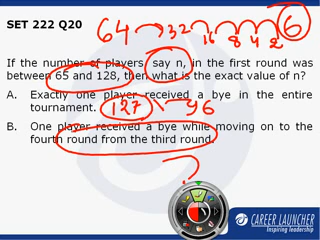 SET 222 Q20
64 32 16 8 4 2 6
If the number of players, say n, in the first round was
between 65 and 128, then what is the exact value of n?
A. Exactly one player received a bye in the entire
tournament. 127 96
B. One player received a bye while moving on to the
fourth round from the third round.
CAREER LAUNCHER
Inspiring leadership